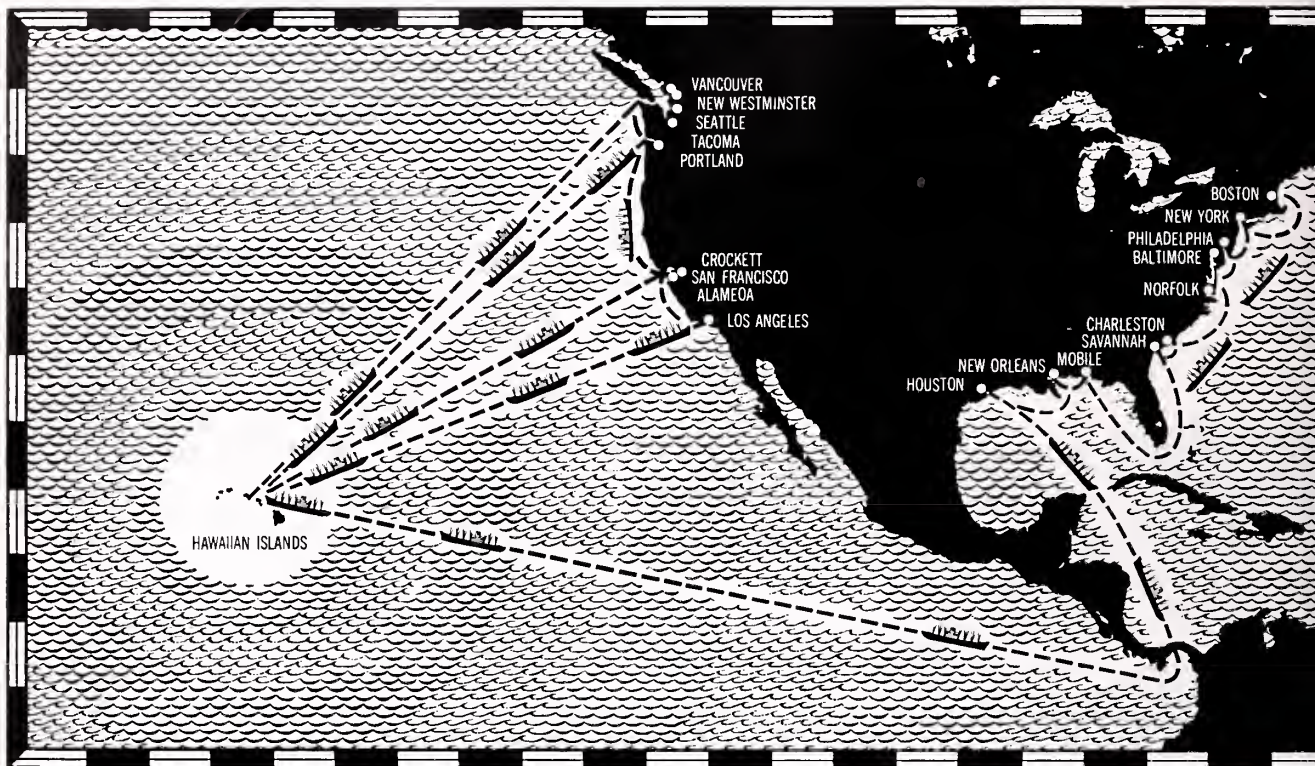 VANCOUVER
NEW WESTMINSTER
SEATTLE
TACOMA
PORTLAND
CROCKETT
SAN FRANCISCO
ALAMEDA
LOS ANGELES
HAWAIIAN ISLANDS
HOUSTON
NEW ORLEANS
MOBILE
SAVANNAH
CHARLESTON
NORFOLK
BALTIMORE
PHILADELPHIA
NEW YORK
BOSTON